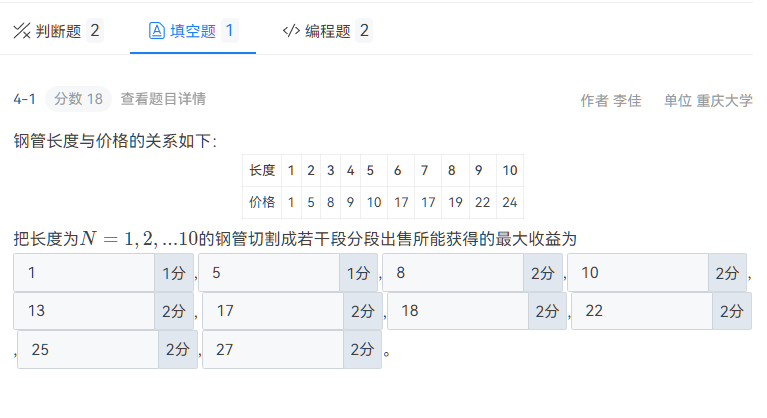 判断题 2 填空题 1 编程题 2
4-1 分数 18 查看题目详情 作者 李佳 单位 重庆大学
钢管长度与价格的关系如下：
长度 1 2 3 4 5 6 7 8 9 10
价格 1 5 8 9 10 17 17 19 22 24
把长度为N = 1, 2, ...10的钢管切割成若干段分段出售所能获得的最大收益为
1 1分, 5 1分, 8 2分, 10 2分,
13 2分, 17 2分, 18 2分, 22 2分
, 25 2分, 27 2分。